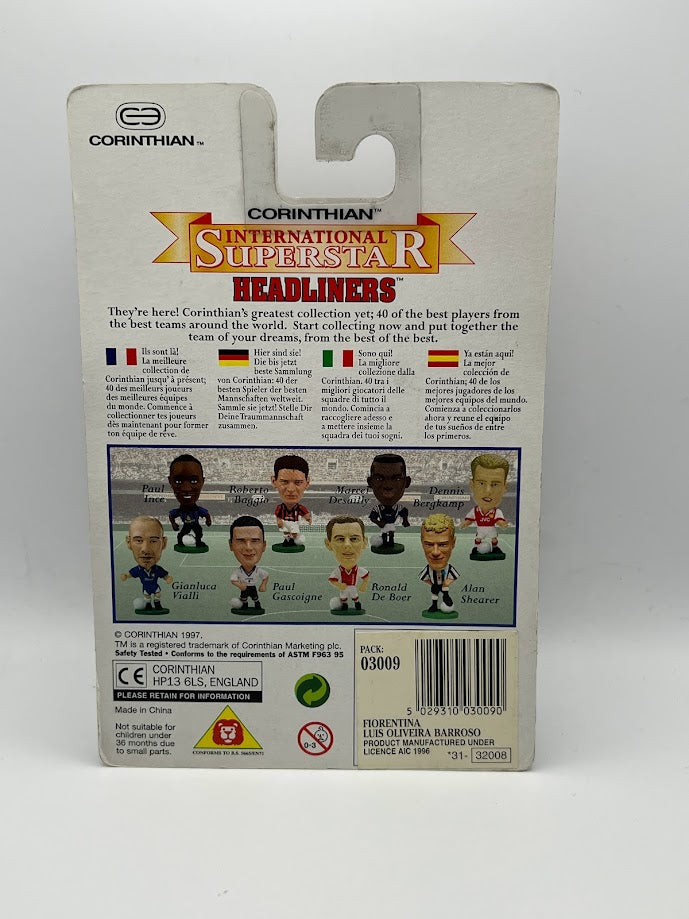 CORINTHIAN™
CORINTHIAN™
INTERNATIONAL
SUPERSTAR
HEADLINERS™
They're here! Corinthian's greatest collection yet; 40 of the best players from
the best teams around the world. Start collecting now and put together the
team of your dreams, from the best of the best.
Ils sont là!
La meilleure
collection de
Corinthian jusqu'à présent;
40 des meilleurs joueurs
des meilleures équipes
du monde. Commence à
collectionner tes joueurs
dès maintenant pour former
ton équipe de rêve.
Hier sind sie!
Die bis jetzt
beste Sammlung
von Corinthian: 40 der
besten Spieler der besten
Mannschaften weltweit.
Sammle sie jetzt! Stelle Dir
Deine Traummannschaft
zusammen.
Sono qui!
La migliore
collezione dalla
Corinthian. 40 tra i
migliori giocatori delle
squadre di tutto il
mondo. Comincia a
raccogliere adesso e
a mettere insieme la
squadra dei tuoi sogni.
Ya están aquí!
La mejor
colección de
Corinthian; 40 de los
mejores jugadores de los
mejores equipos del mundo.
Comienza a coleccionarlos
ahora y reune el equipo
de tus sueños de entre
los primeros.
Paul
Ince
Roberto
Baggio
Marcel
Desailly
Dennis
Bergkamp
JVC
Gianluca
Vialli
Paul
Gascoigne
Ronald
De Boer
Alan
Shearer
© CORINTHIAN 1997.
TM is a registered trademark of Corinthian Marketing plc.
Safety Tested • Conforms to the requirements of ASTM F963 95
CE CORINTHIAN
HP13 6LS, ENGLAND
PLEASE RETAIN FOR INFORMATION
Made in China
Not suitable for
children under
36 months due
to small parts.
CONFORMS TO B.S. 5665/EN71
0-3
PACK:
03009
5 029310 030090
FIORENTINA
LUIS OLIVEIRA BARROSO
PRODUCT MANUFACTURED UNDER
LICENCE AIC 1996
*31- 32008